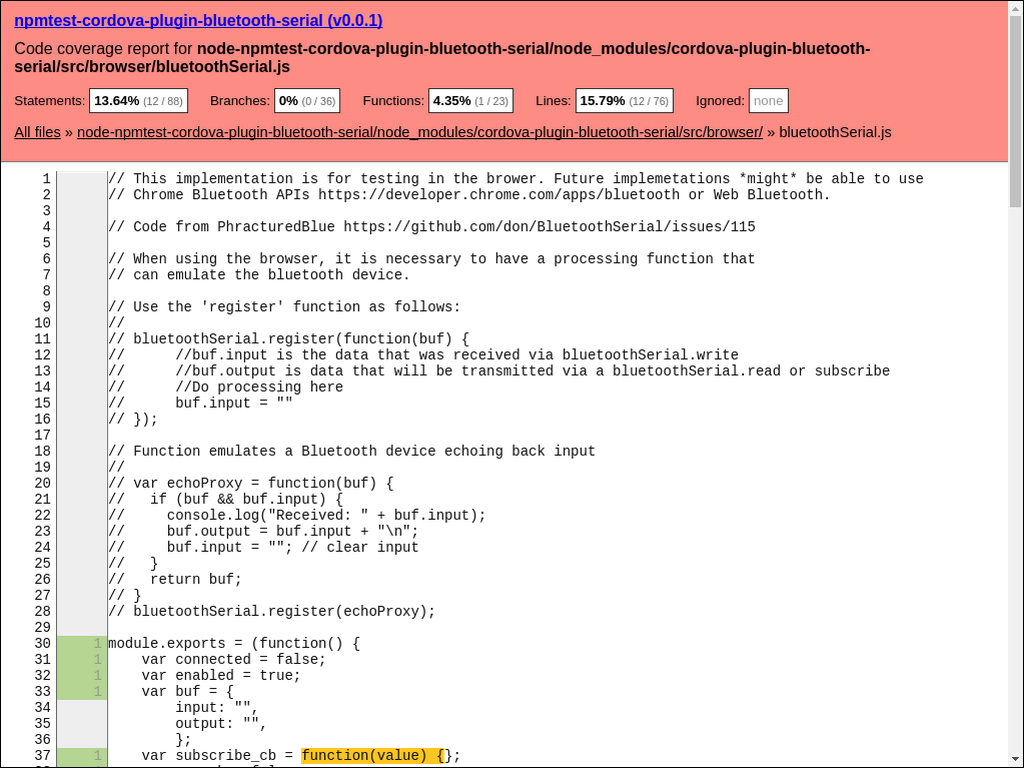 npmtest-cordova-plugin-bluetooth-serial (v0.0.1)
Code coverage report for node-npmtest-cordova-plugin-bluetooth-serial/node_modules/cordova-plugin-bluetooth-
serial/src/browser/bluetoothSerial.js
Statements: 13.64% (12 / 88) Branches: 0% (0 / 36) Functions: 4.35% (1 / 23) Lines: 15.79% (12 / 76) Ignored: none
All files » node-npmtest-cordova-plugin-bluetooth-serial/node_modules/cordova-plugin-bluetooth-serial/src/browser/ » bluetoothSerial.js
1 // This implementation is for testing in the brower. Future implemetations *might* be able to use
2 // Chrome Bluetooth APIs https://developer.chrome.com/apps/bluetooth or Web Bluetooth.
3
4 // Code from PhracturedBlue https://github.com/don/BluetoothSerial/issues/115
5
6 // When using the browser, it is necessary to have a processing function that
7 // can emulate the bluetooth device.
8
9 // Use the 'register' function as follows:
10 //
11 // bluetoothSerial.register(function(buf) {
12 //      //buf.input is the data that was received via bluetoothSerial.write
13 //      //buf.output is data that will be transmitted via a bluetoothSerial.read or subscribe
14 //      //Do processing here
15 //      buf.input = ""
16 // });
17
18 // Function emulates a Bluetooth device echoing back input
19 //
20 // var echoProxy = function(buf) {
21 //   if (buf && buf.input) {
22 //     console.log("Received: " + buf.input);
23 //     buf.output = buf.input + "\n";
24 //     buf.input = ""; // clear input
25 //   }
26 //   return buf;
27 // }
28 // bluetoothSerial.register(echoProxy);
29
30 1 module.exports = (function() {
31 1     var connected = false;
32 1     var enabled = true;
33 1     var buf = {
34         input: "",
35         output: "",
36         };
37 1     var subscribe_cb = function(value) {};